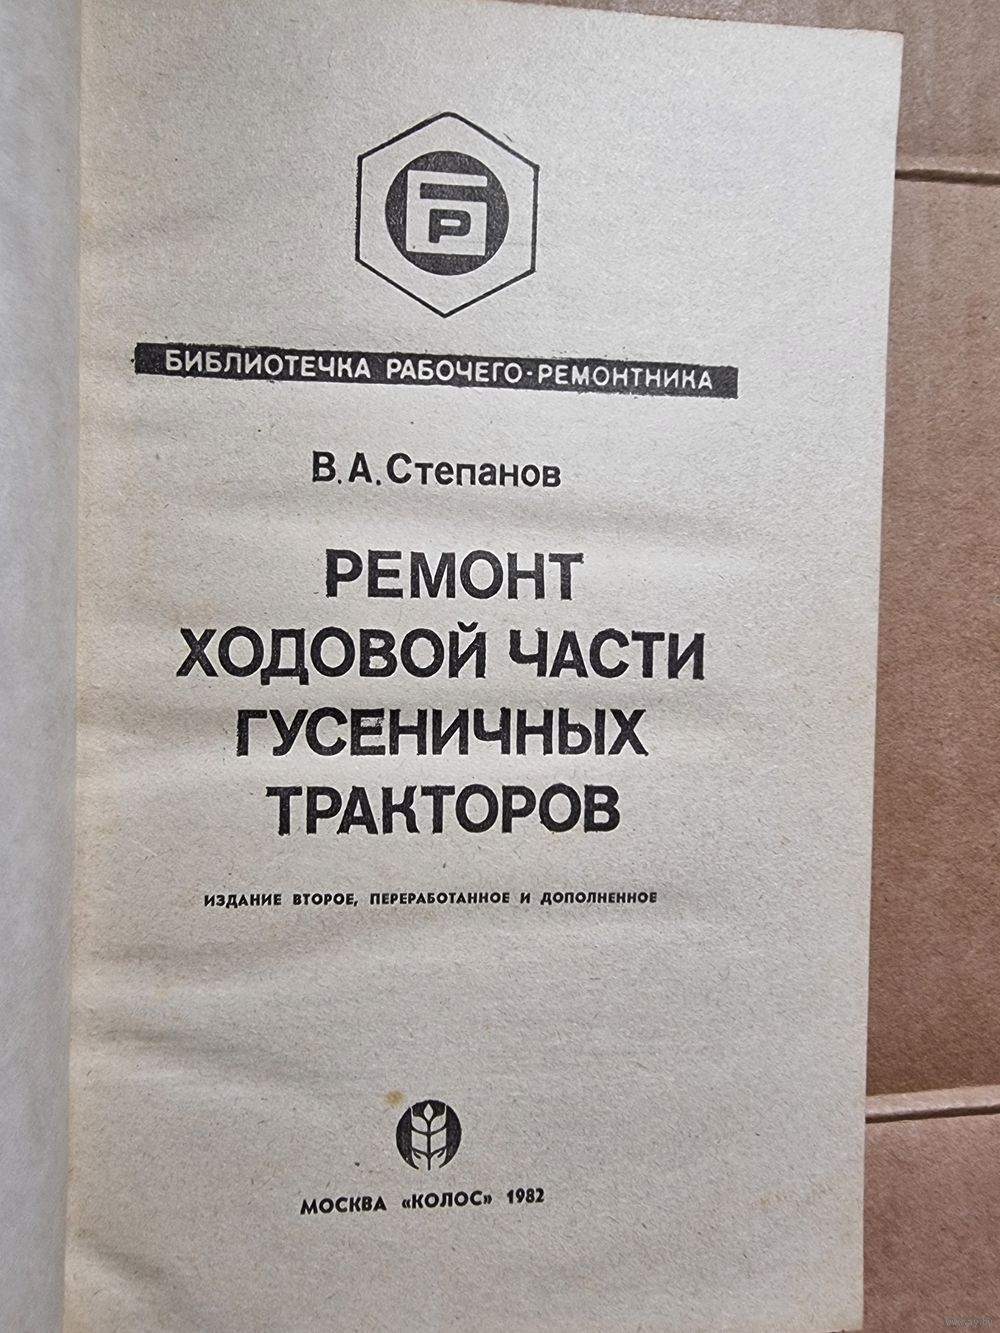 БР
БИБЛИОТЕЧКА РАБОЧЕГО-РЕМОНТНИКА
В. А. Степанов
РЕМОНТ
ХОДОВОЙ ЧАСТИ
ГУСЕНИЧНЫХ
ТРАКТОРОВ
ИЗДАНИЕ ВТОРОЕ, ПЕРЕРАБОТАННОЕ И ДОПОЛНЕННОЕ
МОСКВА «КОЛОС» 1982